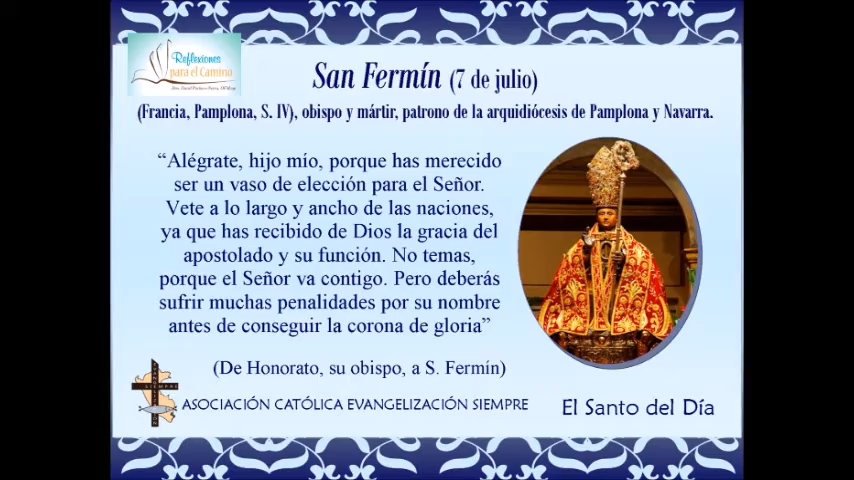 Reflexiones
para el Camino
San Fermín (7 de julio)
(Francia, Pamplona, S. IV), obispo y mártir, patrono de la arquidiócesis de Pamplona y Navarra.
“Alégrate, hijo mío, porque has merecido
ser un vaso de elección para el Señor.
Vete a lo largo y ancho de las naciones,
ya que has recibido de Dios la gracia del
apostolado y su función. No temas,
porque el Señor va contigo. Pero deberás
sufrir muchas penalidades por su nombre
antes de conseguir la corona de gloria”
(De Honorato, su obispo, a S. Fermín)
SIEMPRE
ASOCIACIÓN CATÓLICA EVANGELIZACIÓN SIEMPRE
El Santo del Día